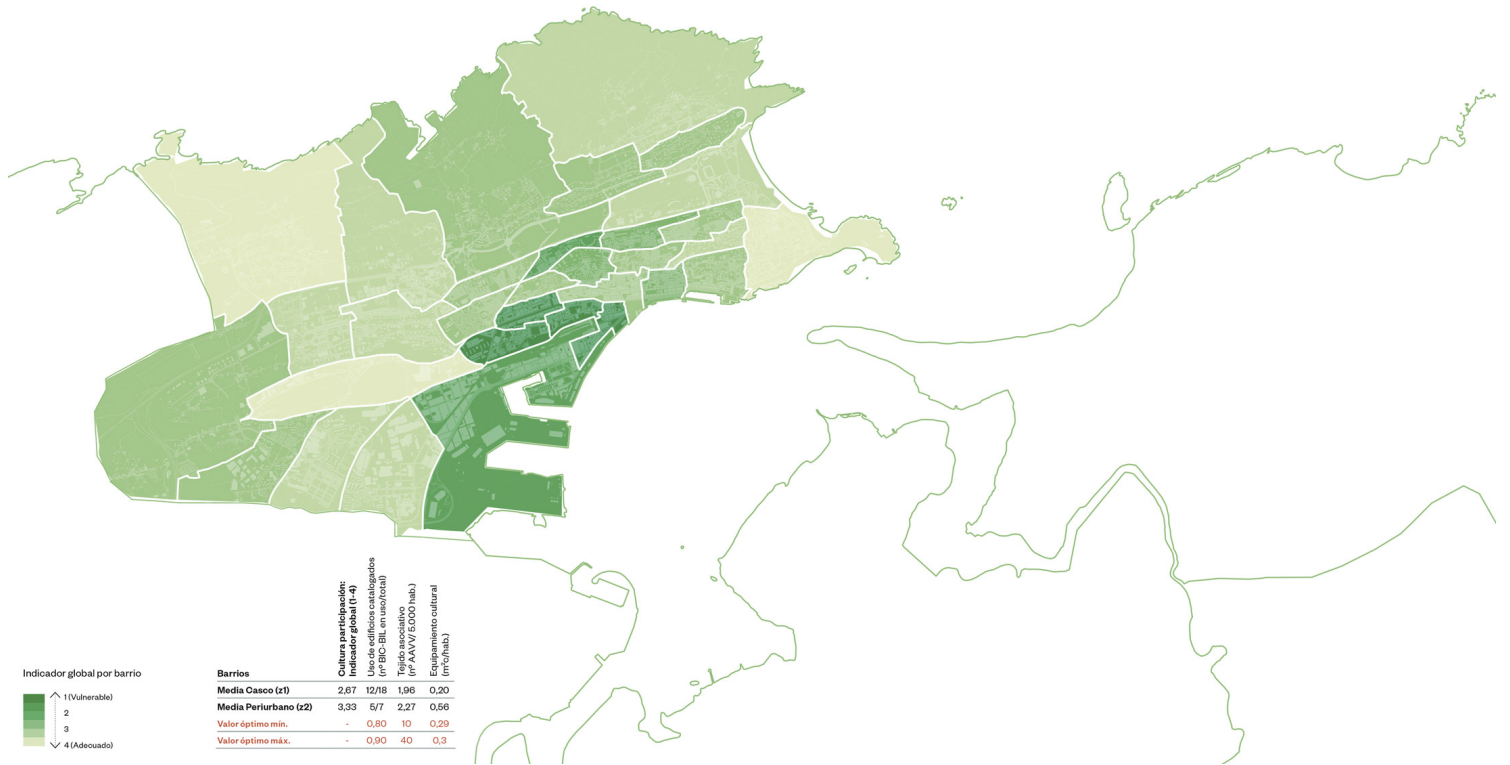 Indicador global por barrio
1 (Vulnerable)
2
3
4 (Adecuado)
Barrios
Cultura participación:
Indicador global (1-4)
Uso de edificios catalogados
(nº BIC-BIL en uso/total)
Tejido asociativo
(nº AAVV/ 5.000 hab.)
Equipamiento cultural
(m²c/hab.)
Media Casco (z1) 2,67 12/18 1,96 0,20
Media Periurbano (z2) 3,33 5/7 2,27 0,56
Valor óptimo mín. - 0,80 10 0,29
Valor óptimo máx. - 0,90 40 0,3